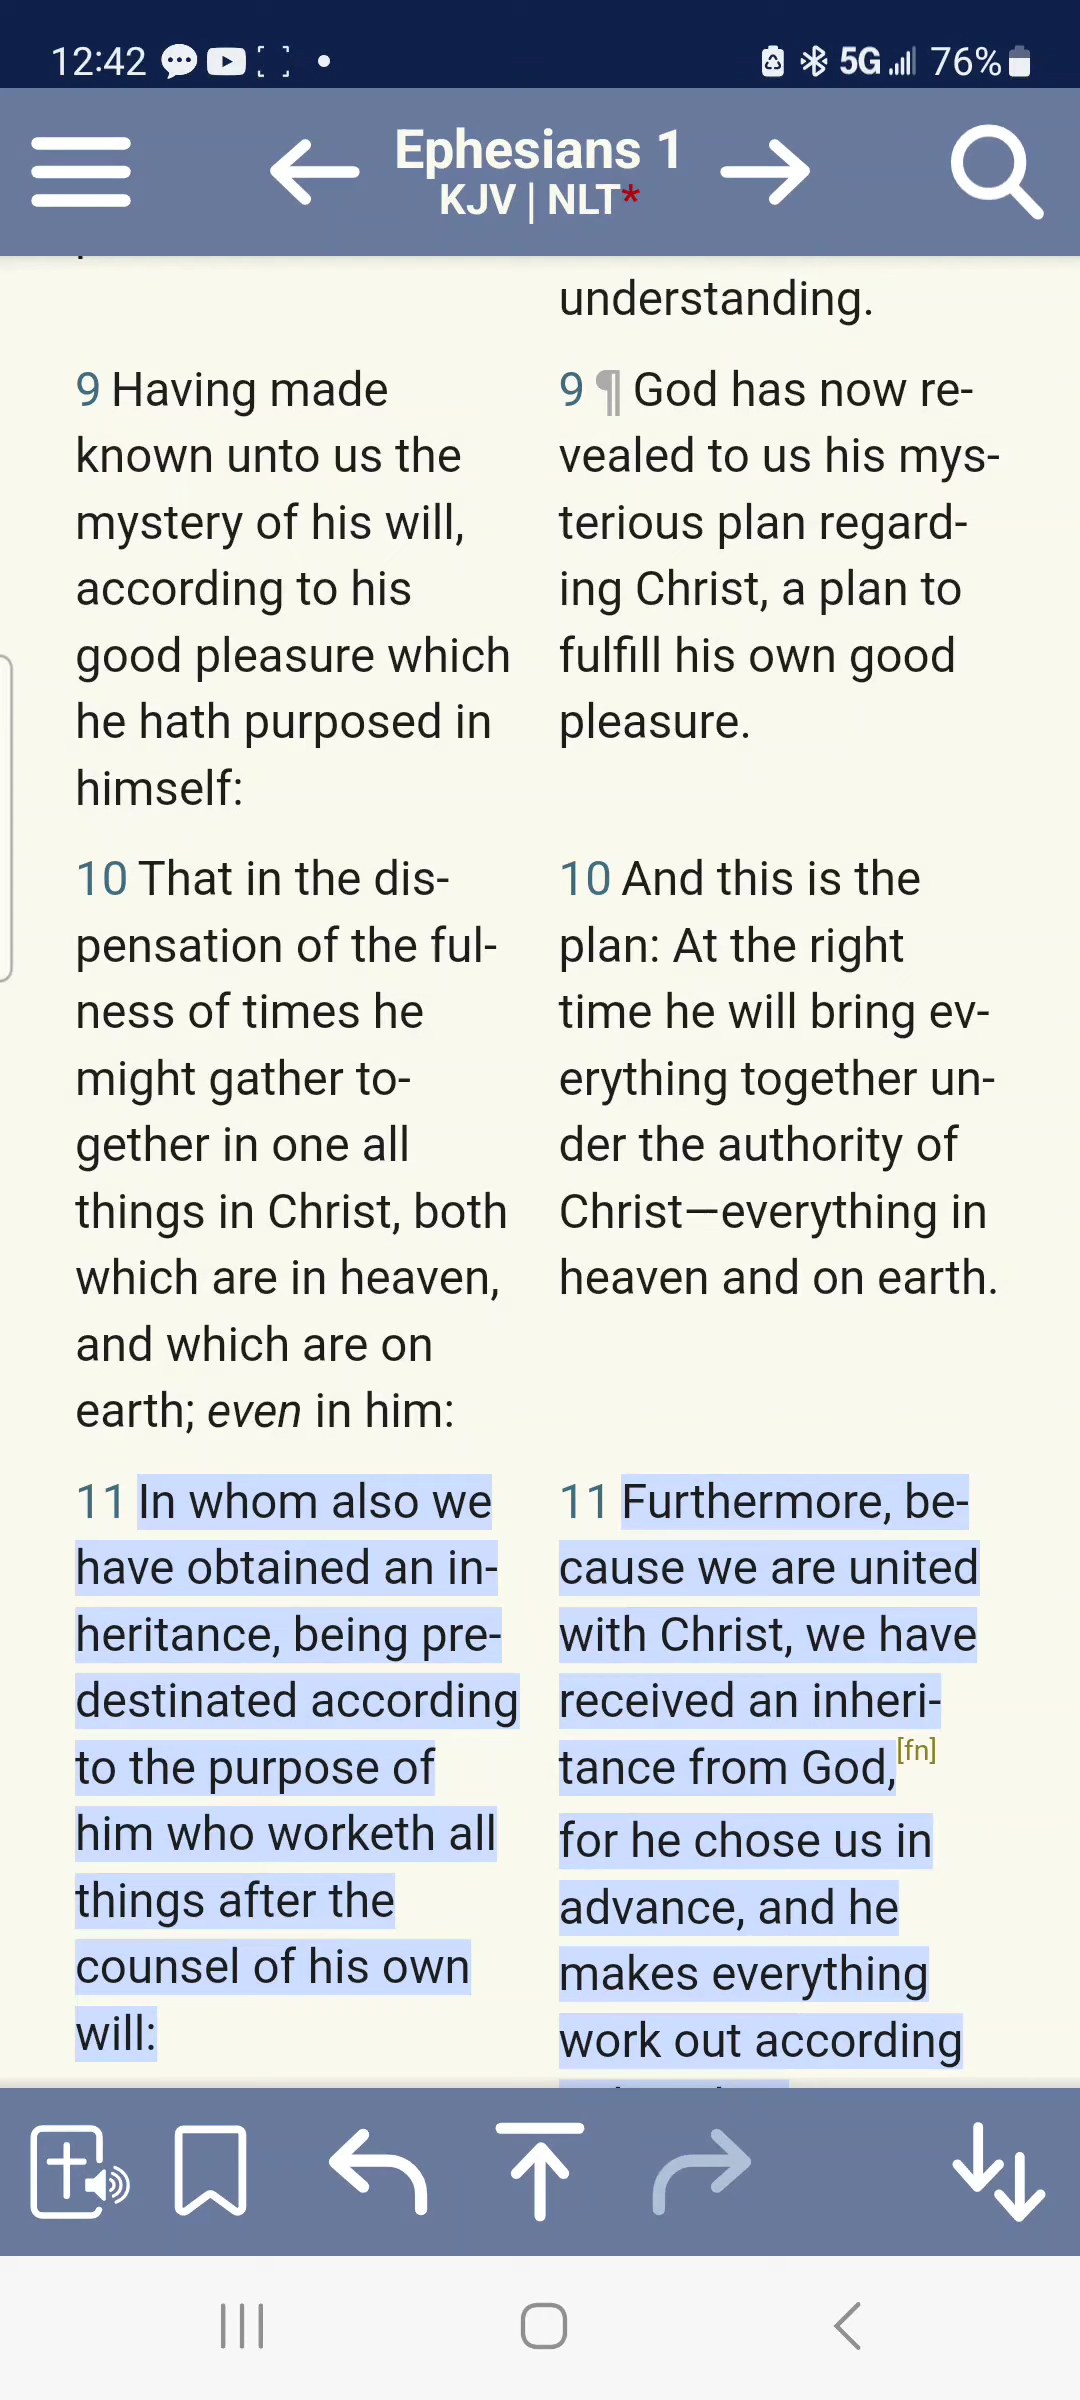 12:42
5G 76%
Ephesians 1
KJV | NLT*
understanding.
9 Having made
known unto us the
mystery of his will,
according to his
good pleasure which
he hath purposed in
himself:
9 ¶ God has now re-
vealed to us his mys-
terious plan regard-
ing Christ, a plan to
fulfill his own good
pleasure.
10 That in the dis-
pensation of the ful-
ness of times he
might gather to-
gether in one all
things in Christ, both
which are in heaven,
and which are on
earth; even in him:
10 And this is the
plan: At the right
time he will bring ev-
erything together un-
der the authority of
Christ—everything in
heaven and on earth.
11 In whom also we
have obtained an in-
heritance, being pre-
destinated according
to the purpose of
him who worketh all
things after the
counsel of his own
will:
11 Furthermore, be-
cause we are united
with Christ, we have
received an inheri-
tance from God,[fn]
for he chose us in
advance, and he
makes everything
work out according